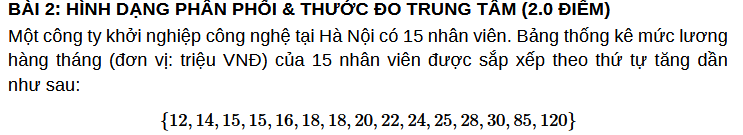 BÀI 2: HÌNH DẠNG PHÂN PHỐI & THƯỚC ĐO TRUNG TÂM (2.0 ĐIỂM)
Một công ty khởi nghiệp công nghệ tại Hà Nội có 15 nhân viên. Bảng thống kê mức lương
hàng tháng (đơn vị: triệu VNĐ) của 15 nhân viên được sắp xếp theo thứ tự tăng dần
như sau:
{12, 14, 15, 15, 16, 18, 18, 20, 22, 24, 25, 28, 30, 85, 120}